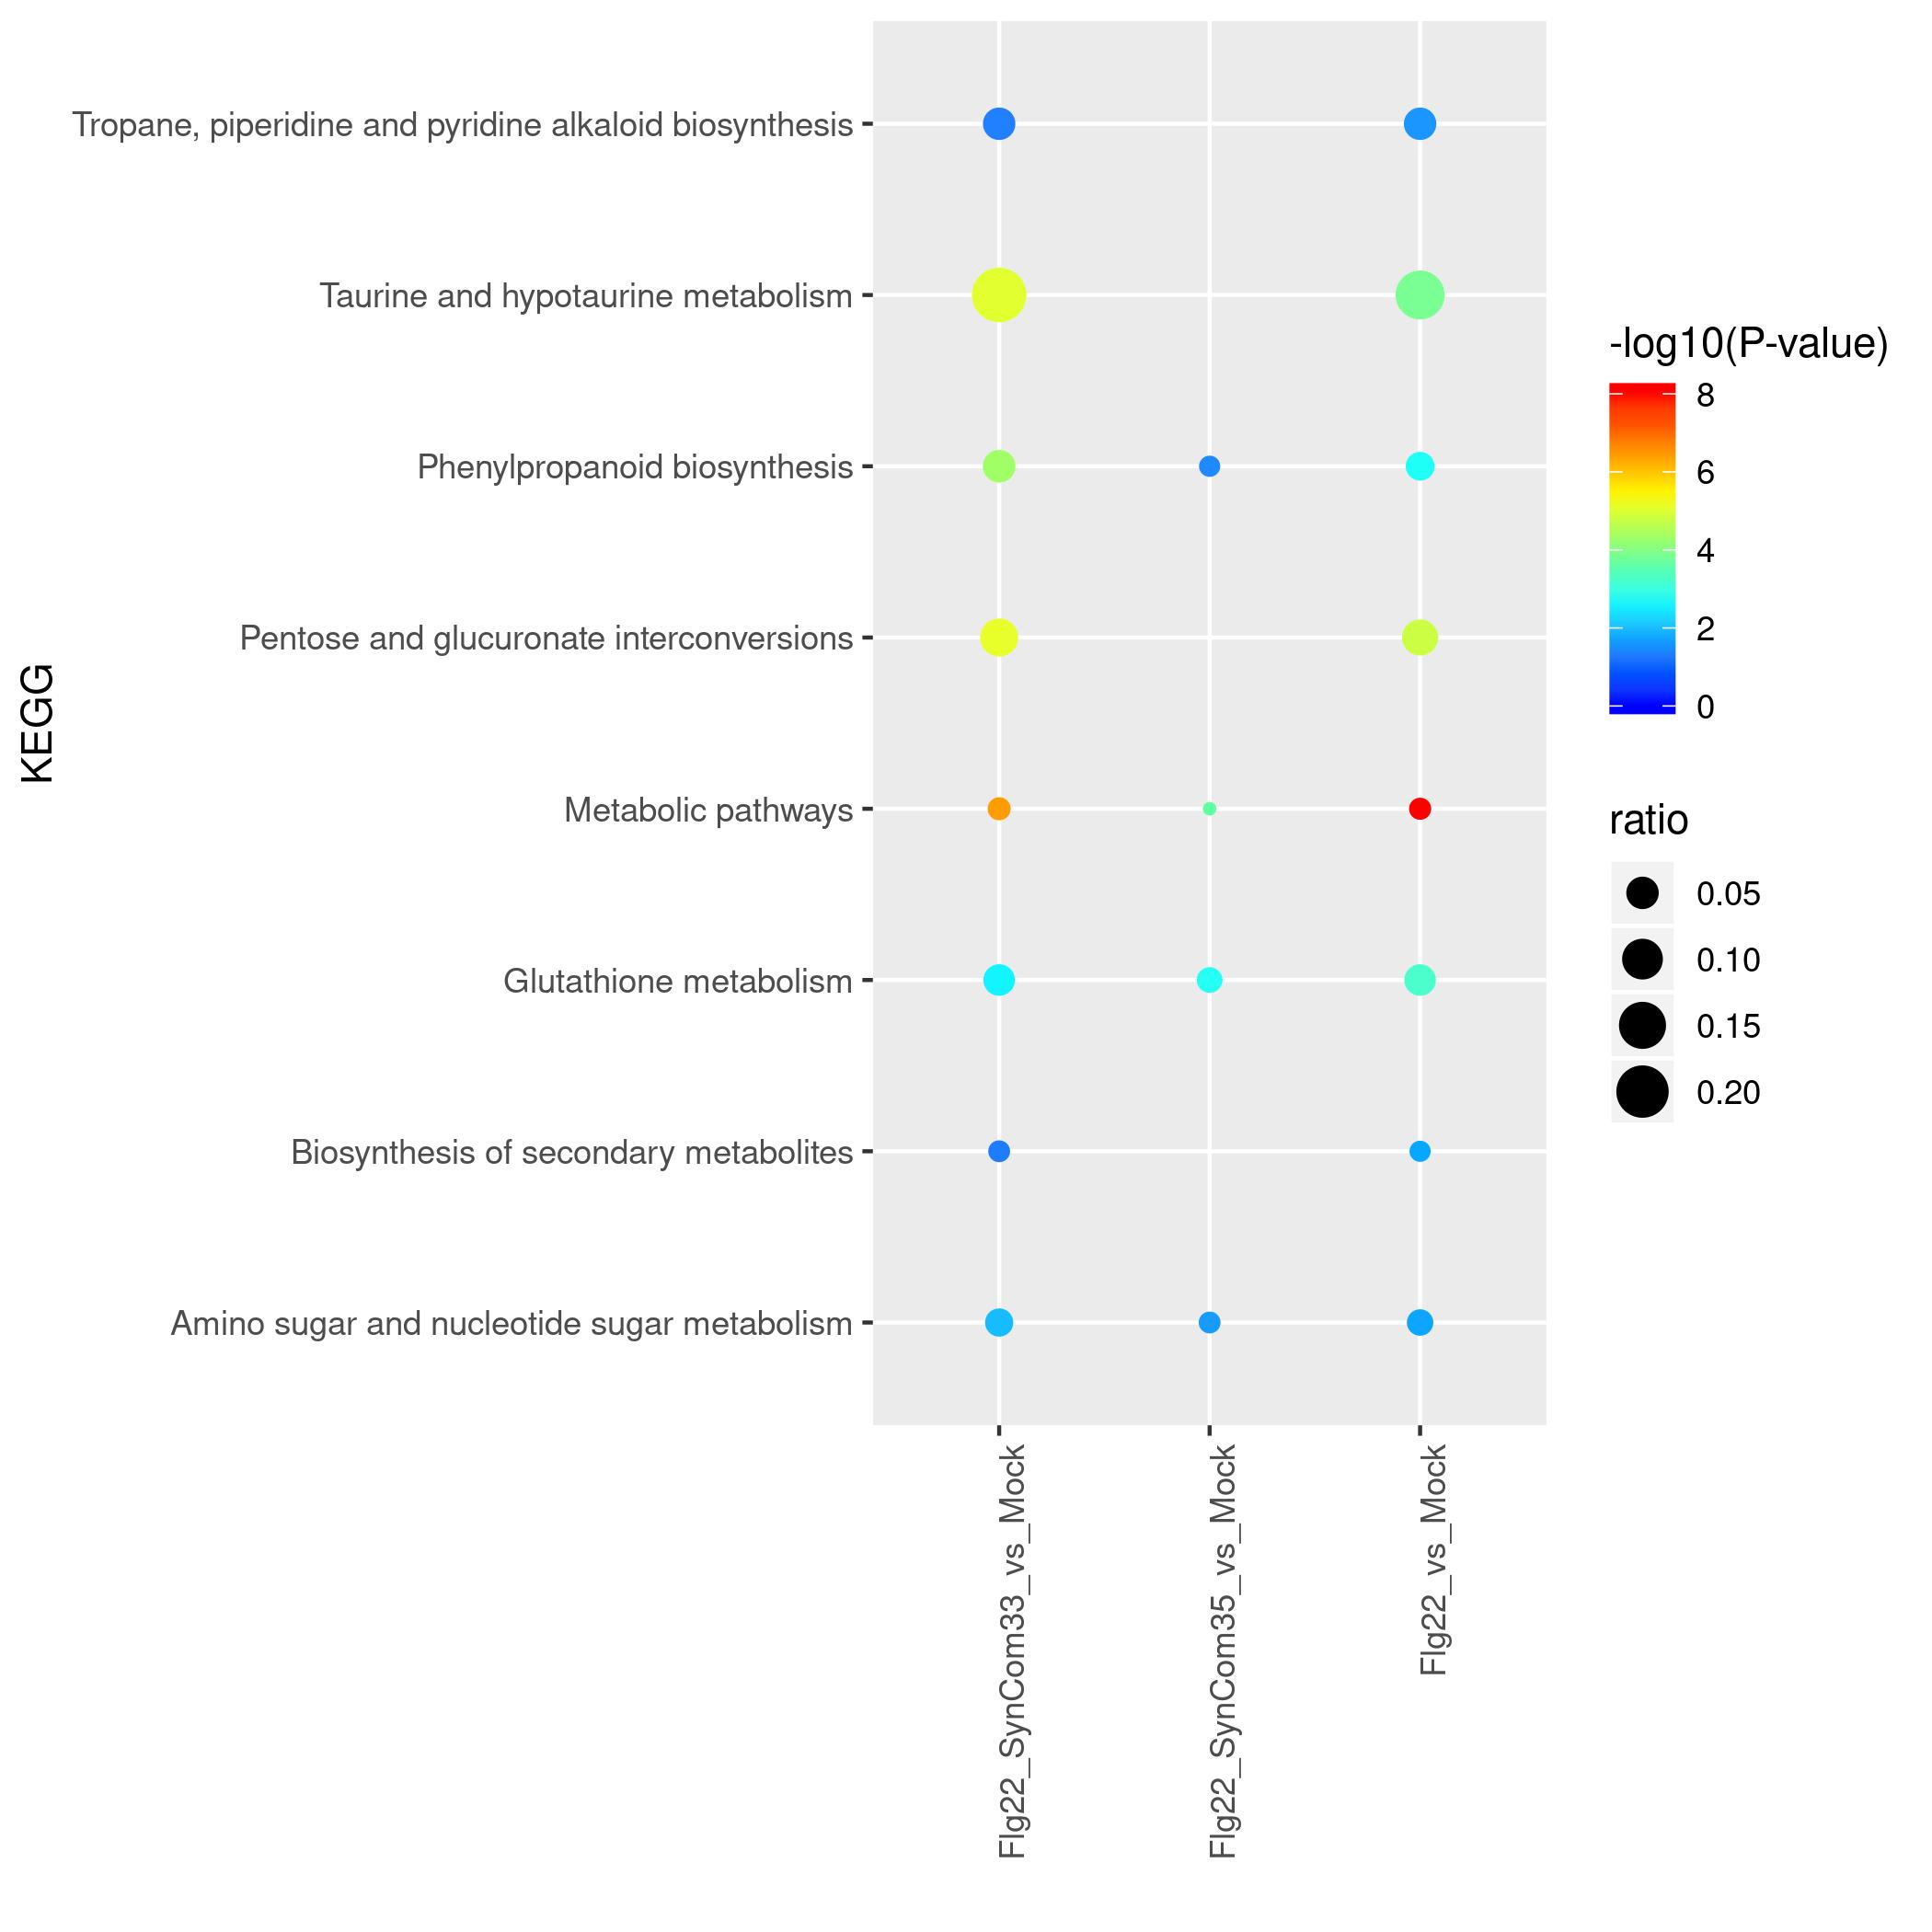 KEGG
Tropane, piperidine and pyridine alkaloid biosynthesis
Taurine and hypotaurine metabolism
Phenylpropanoid biosynthesis
Pentose and glucuronate interconversions
Metabolic pathways
Glutathione metabolism
Biosynthesis of secondary metabolites
Amino sugar and nucleotide sugar metabolism
Flg22_SynCom33_vs_Mock
Flg22_SynCom35_vs_Mock
Flg22_vs_Mock
-log10(P-value)
8
6
4
2
0
ratio
0.05
0.10
0.15
0.20